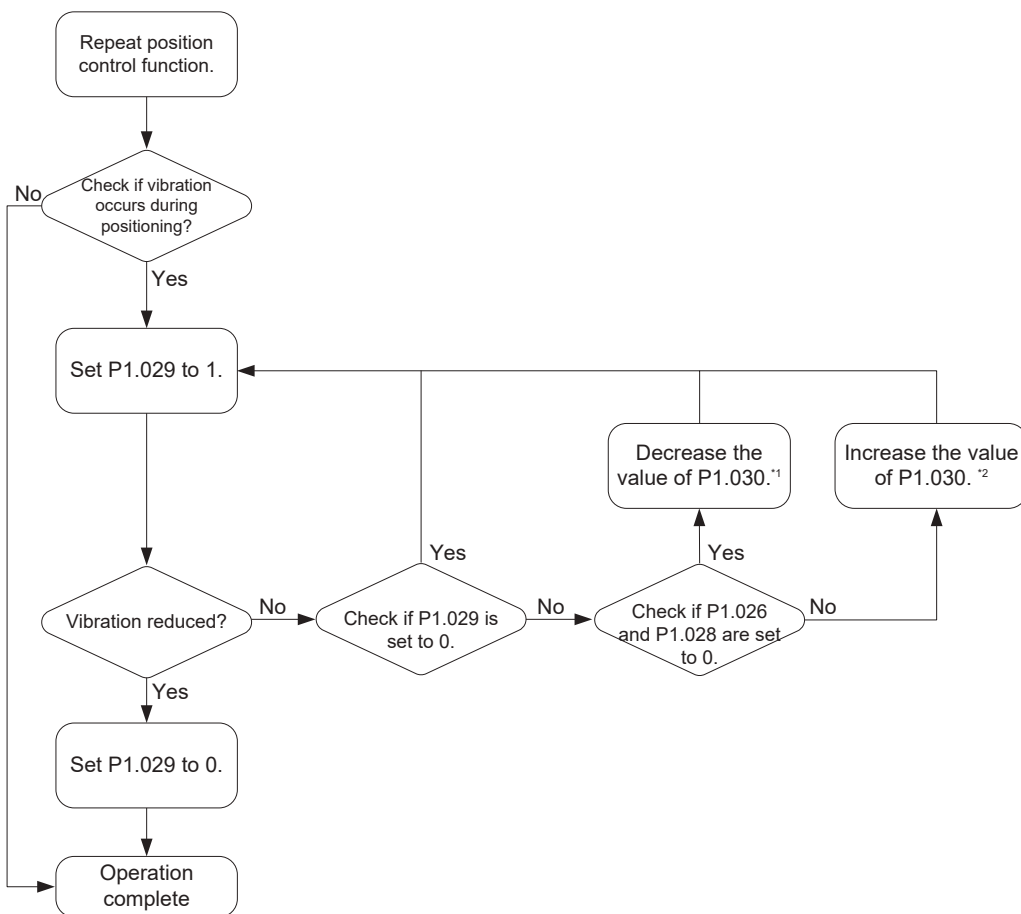 Repeat position
control function.
No
Check if vibration
occurs during
positioning?
Yes
Set P1.029 to 1.
Decrease the
value of P1.030.*1
Increase the value
of P1.030. *2
Yes
Yes
Vibration reduced?
No
Check if P1.029 is
set to 0.
No
Check if P1.026
and P1.028 are set
to 0.
No
Yes
Set P1.029 to 0.
Operation
complete